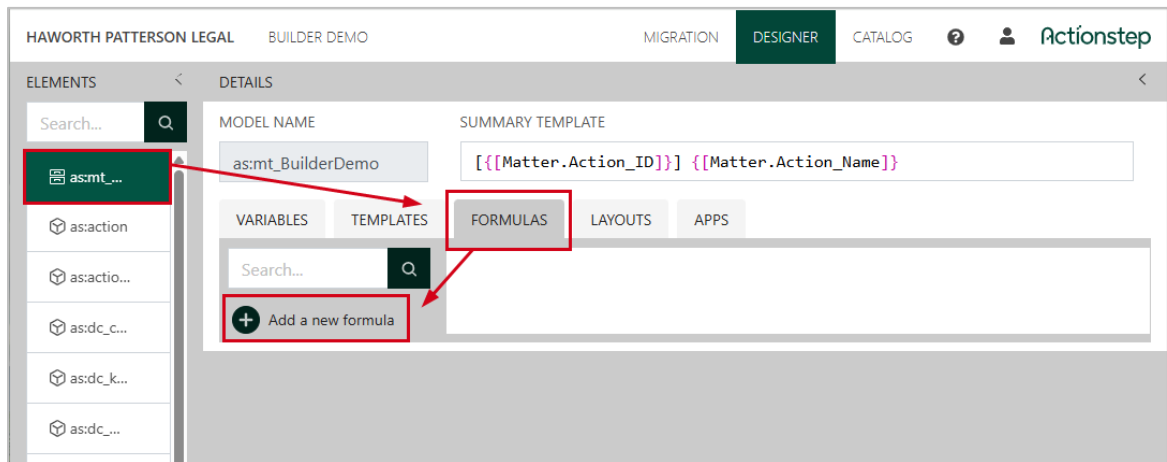 HAWORTH PATTERSON LEGAL BUILDER DEMO MIGRATION DESIGNER CATALOG ? Actionstep
ELEMENTS
Search...
as:mt_...
as:action
as:actio...
as:dc_c...
as:dc_k...
as:dc_...
DETAILS
MODEL NAME SUMMARY TEMPLATE
as:mt_BuilderDemo [{[Matter.Action_ID]}] {[Matter.Action_Name]}
VARIABLES TEMPLATES FORMULAS LAYOUTS APPS
Search...
Add a new formula